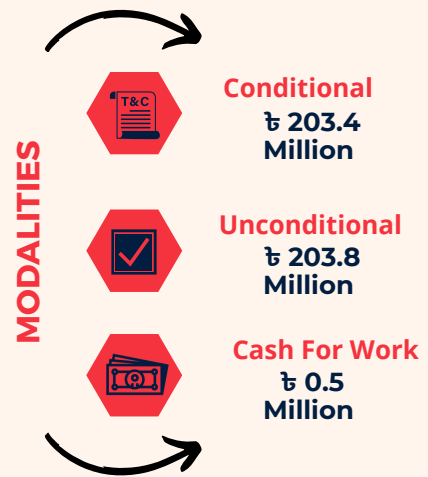 MODALITIES
T&C
Conditional
৳ 203.4
Million
Unconditional
৳ 203.8
Million
Cash For Work
৳ 0.5
Million